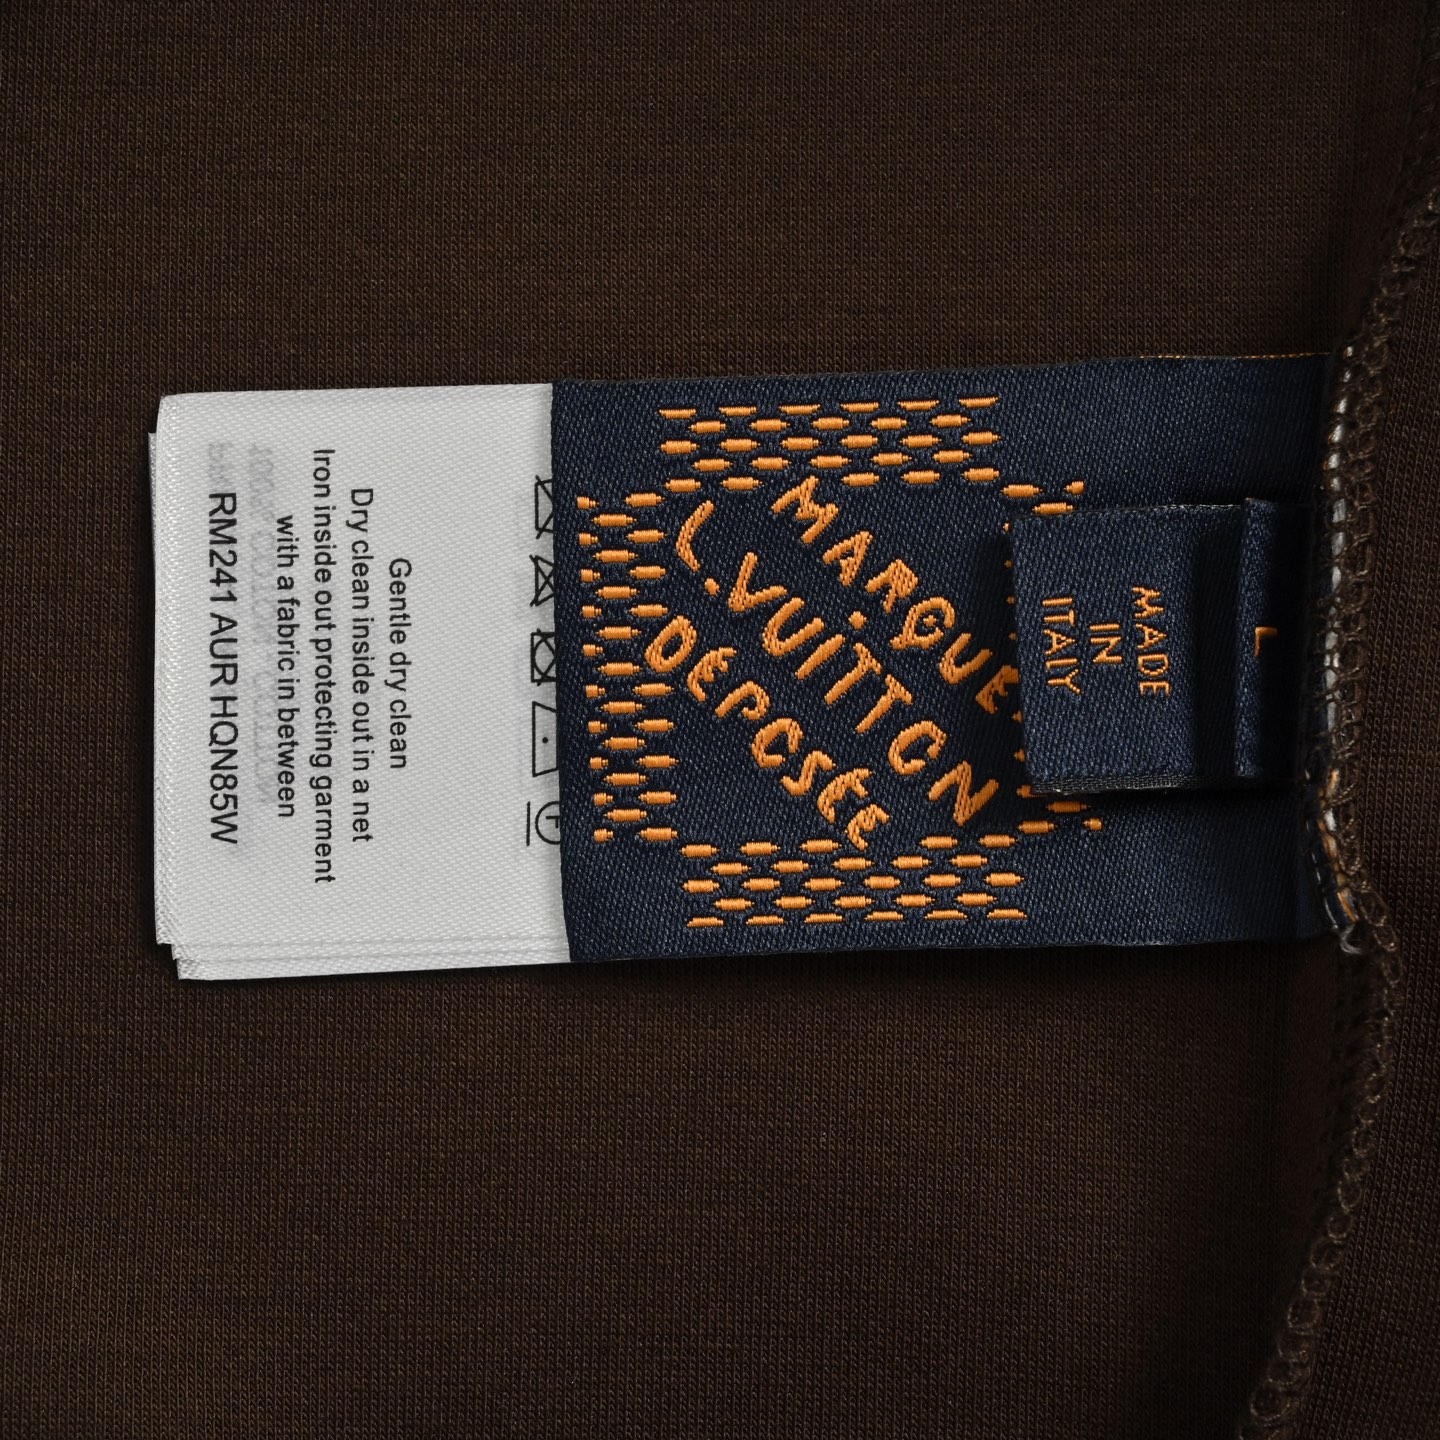 MARQUE
L.VUITTON
DEPCSEE
MADE
IN
ITALY
L
Gentle dry clean
Dry clean inside out in a net
Iron inside out protecting garment
with a fabric in between
RM241 AUR HQN85W